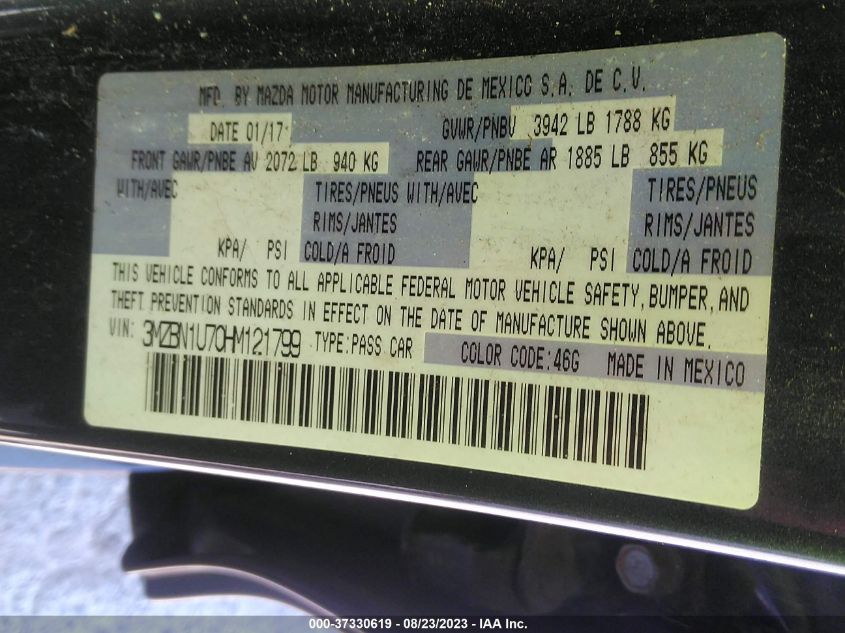 MFD. BY MAZDA MOTOR MANUFACTURING DE MEXICO S.A. DE C.V.
DATE 01/17 GVWR/PNBV 3942 LB 1788 KG
FRONT GAWR/PNBE AV 2072 LB 940 KG REAR GAWR/PNBE AR 1885 LB 855 KG
WITH/AVEC TIRES/PNEUS WITH/AVEC TIRES/PNEUS
RIMS/JANTES RIMS/JANTES
KPA/ PSI COLD/A FROID KPA/ PSI COLD/A FROID
THIS VEHICLE CONFORMS TO ALL APPLICABLE FEDERAL MOTOR VEHICLE SAFETY, BUMPER, AND
THEFT PREVENTION STANDARDS IN EFFECT ON THE DATE OF MANUFACTURE SHOWN ABOVE.
VIN: 3MZBN1U70HM121799 TYPE:PASS CAR COLOR CODE:46G MADE IN MEXICO
000-37330619 - 08/23/2023 - IAA Inc.